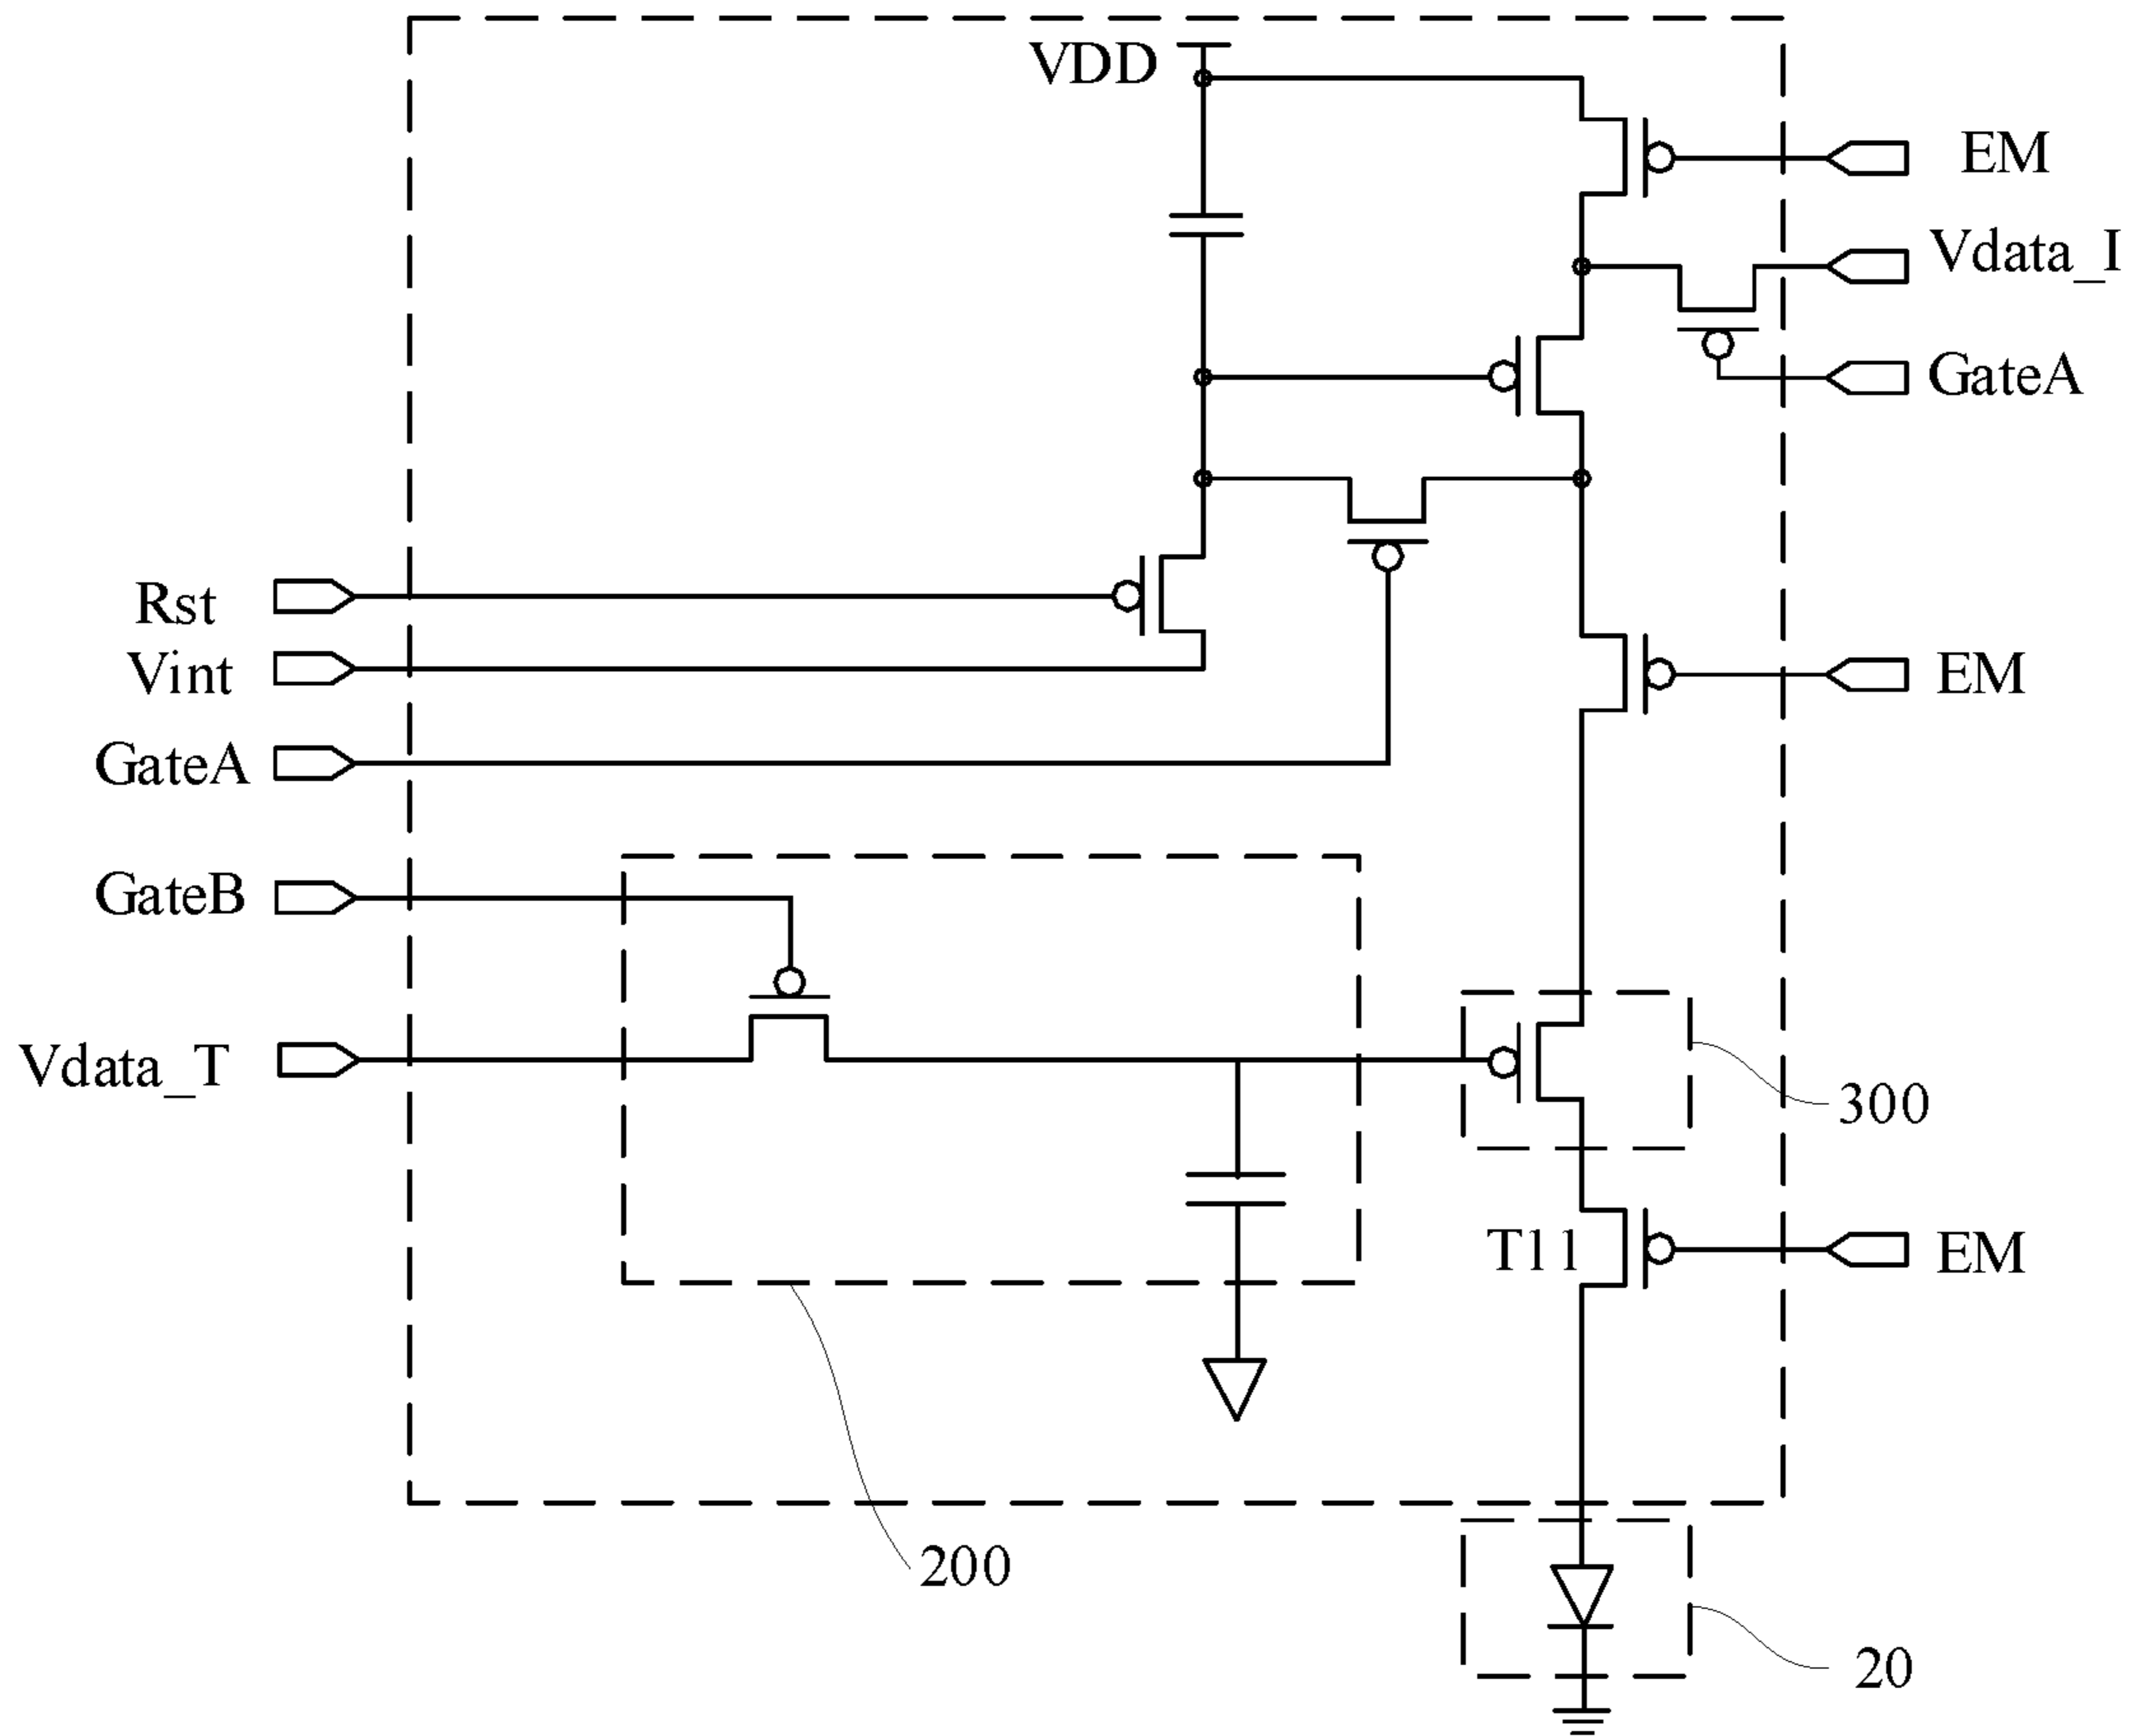 VDD
EM
Vdata_I
GateA
Rst
Vint
EM
GateA
GateB
Vdata_T
300
T11
EM
200
20